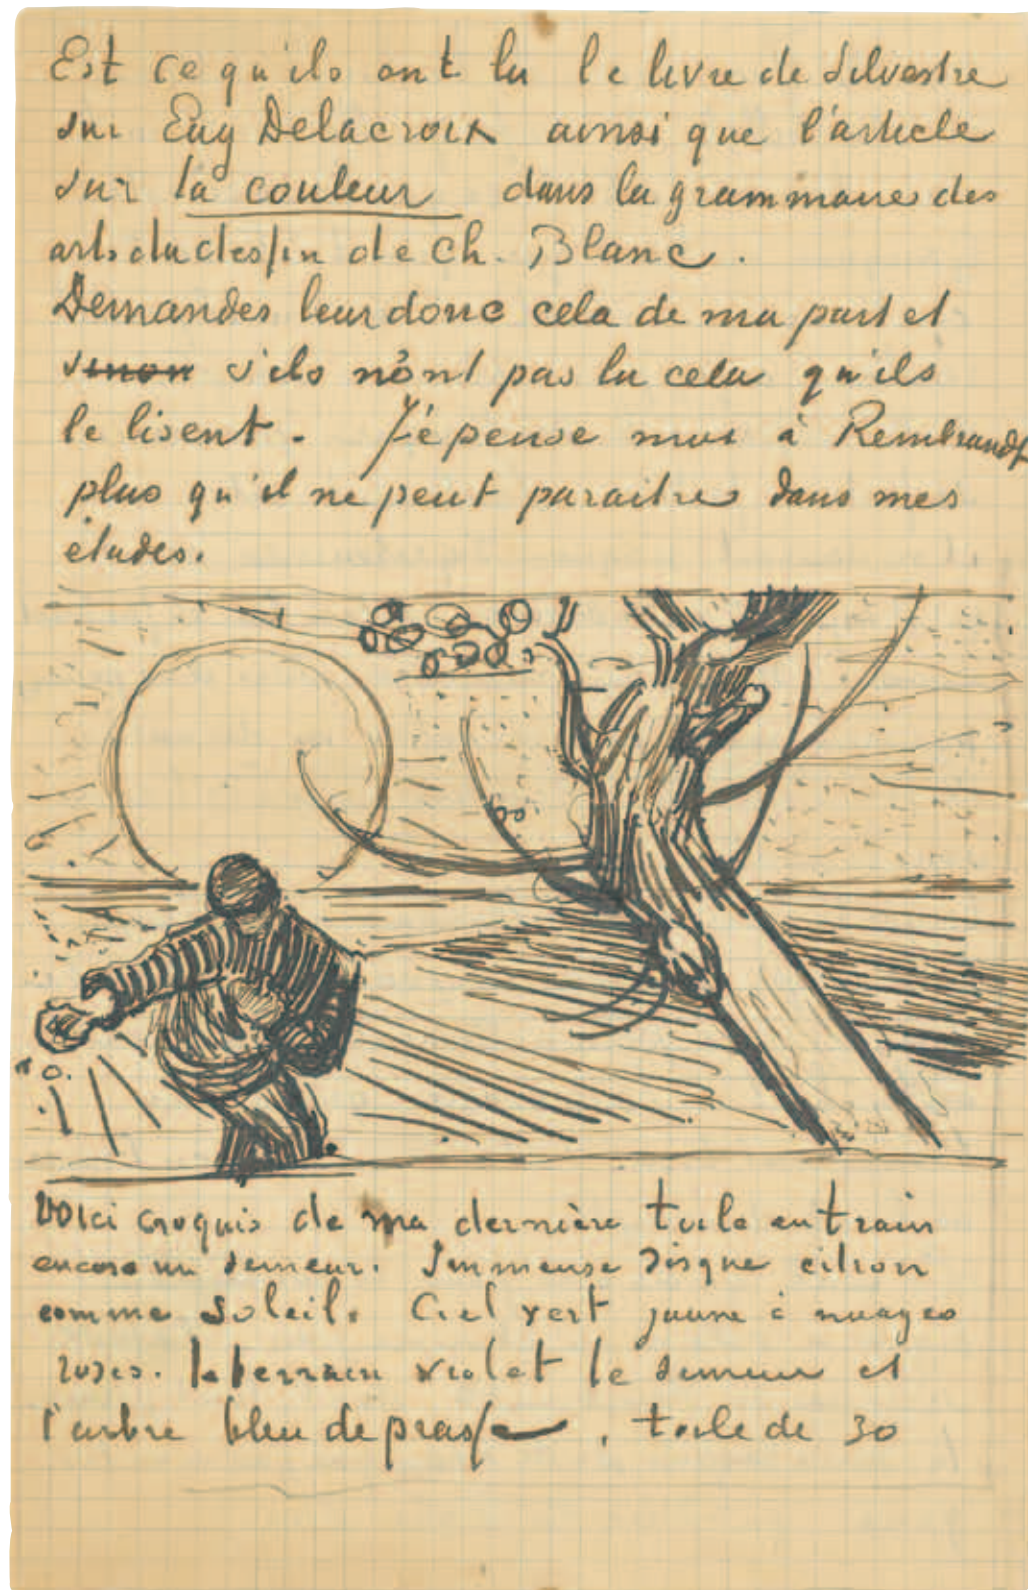 Est ce qu'ils ont lu le livre de Silvestre
sur Eug Delacroix ainsi que l'article
sur la couleur dans la grammaire des
arts du dessin de Ch. Blanc.
Demandes leur donc cela de ma part et
sinon s'ils n'ont pas lu cela qu'ils
le lisent. J'e pense moi à Rembrandt
plus qu'il ne peut paraitre dans mes
études.
Voici croquis de ma dernière toile en train
encore un semeur. Immense disque citron
comme soleil. Ciel vert jaune à nuages
roses. le terrain violet le semeur et
l'arbre bleu de prusse. toile de 30